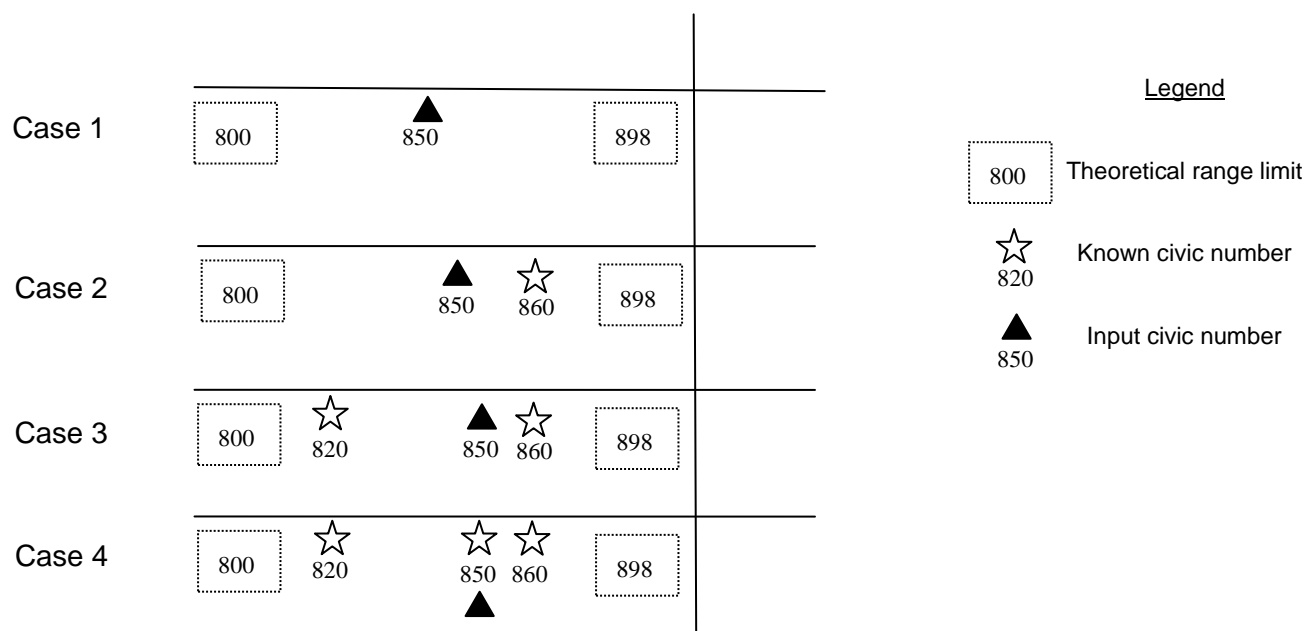 Case 1
800
850
898
Case 2
800
850
860
898
Case 3
800
820
850
860
898
Case 4
800
820
850
860
898
Legend
800
Theoretical range limit
820
Known civic number
850
Input civic number